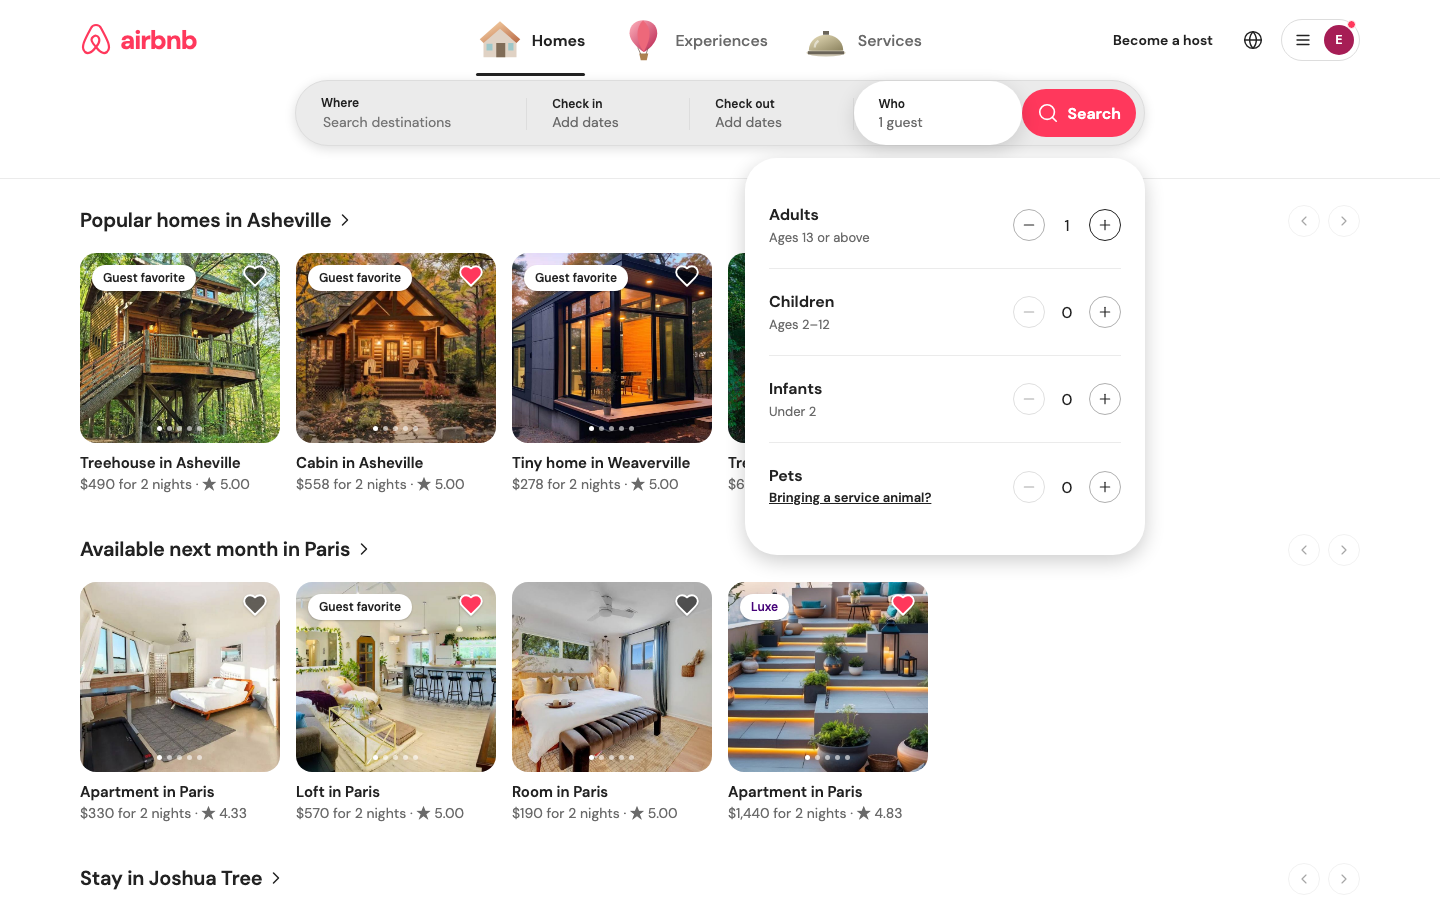 airbnb
Homes
Experiences
Services
Become a host
E
Where
Search destinations
Check in
Add dates
Check out
Add dates
Who
1 guest
Search
Adults
Ages 13 or above
1
Children
Ages 2–12
0
Infants
Under 2
0
Pets
Bringing a service animal?
0
Popular homes in Asheville
Guest favorite
Guest favorite
Guest favorite
Treehouse in Asheville
$490 for 2 nights · ★ 5.00
Cabin in Asheville
$558 for 2 nights · ★ 5.00
Tiny home in Weaverville
$278 for 2 nights · ★ 5.00
Available next month in Paris
Guest favorite
Luxe
Apartment in Paris
$330 for 2 nights · ★ 4.33
Loft in Paris
$570 for 2 nights · ★ 5.00
Room in Paris
$190 for 2 nights · ★ 5.00
Apartment in Paris
$1,440 for 2 nights · ★ 4.83
Stay in Joshua Tree